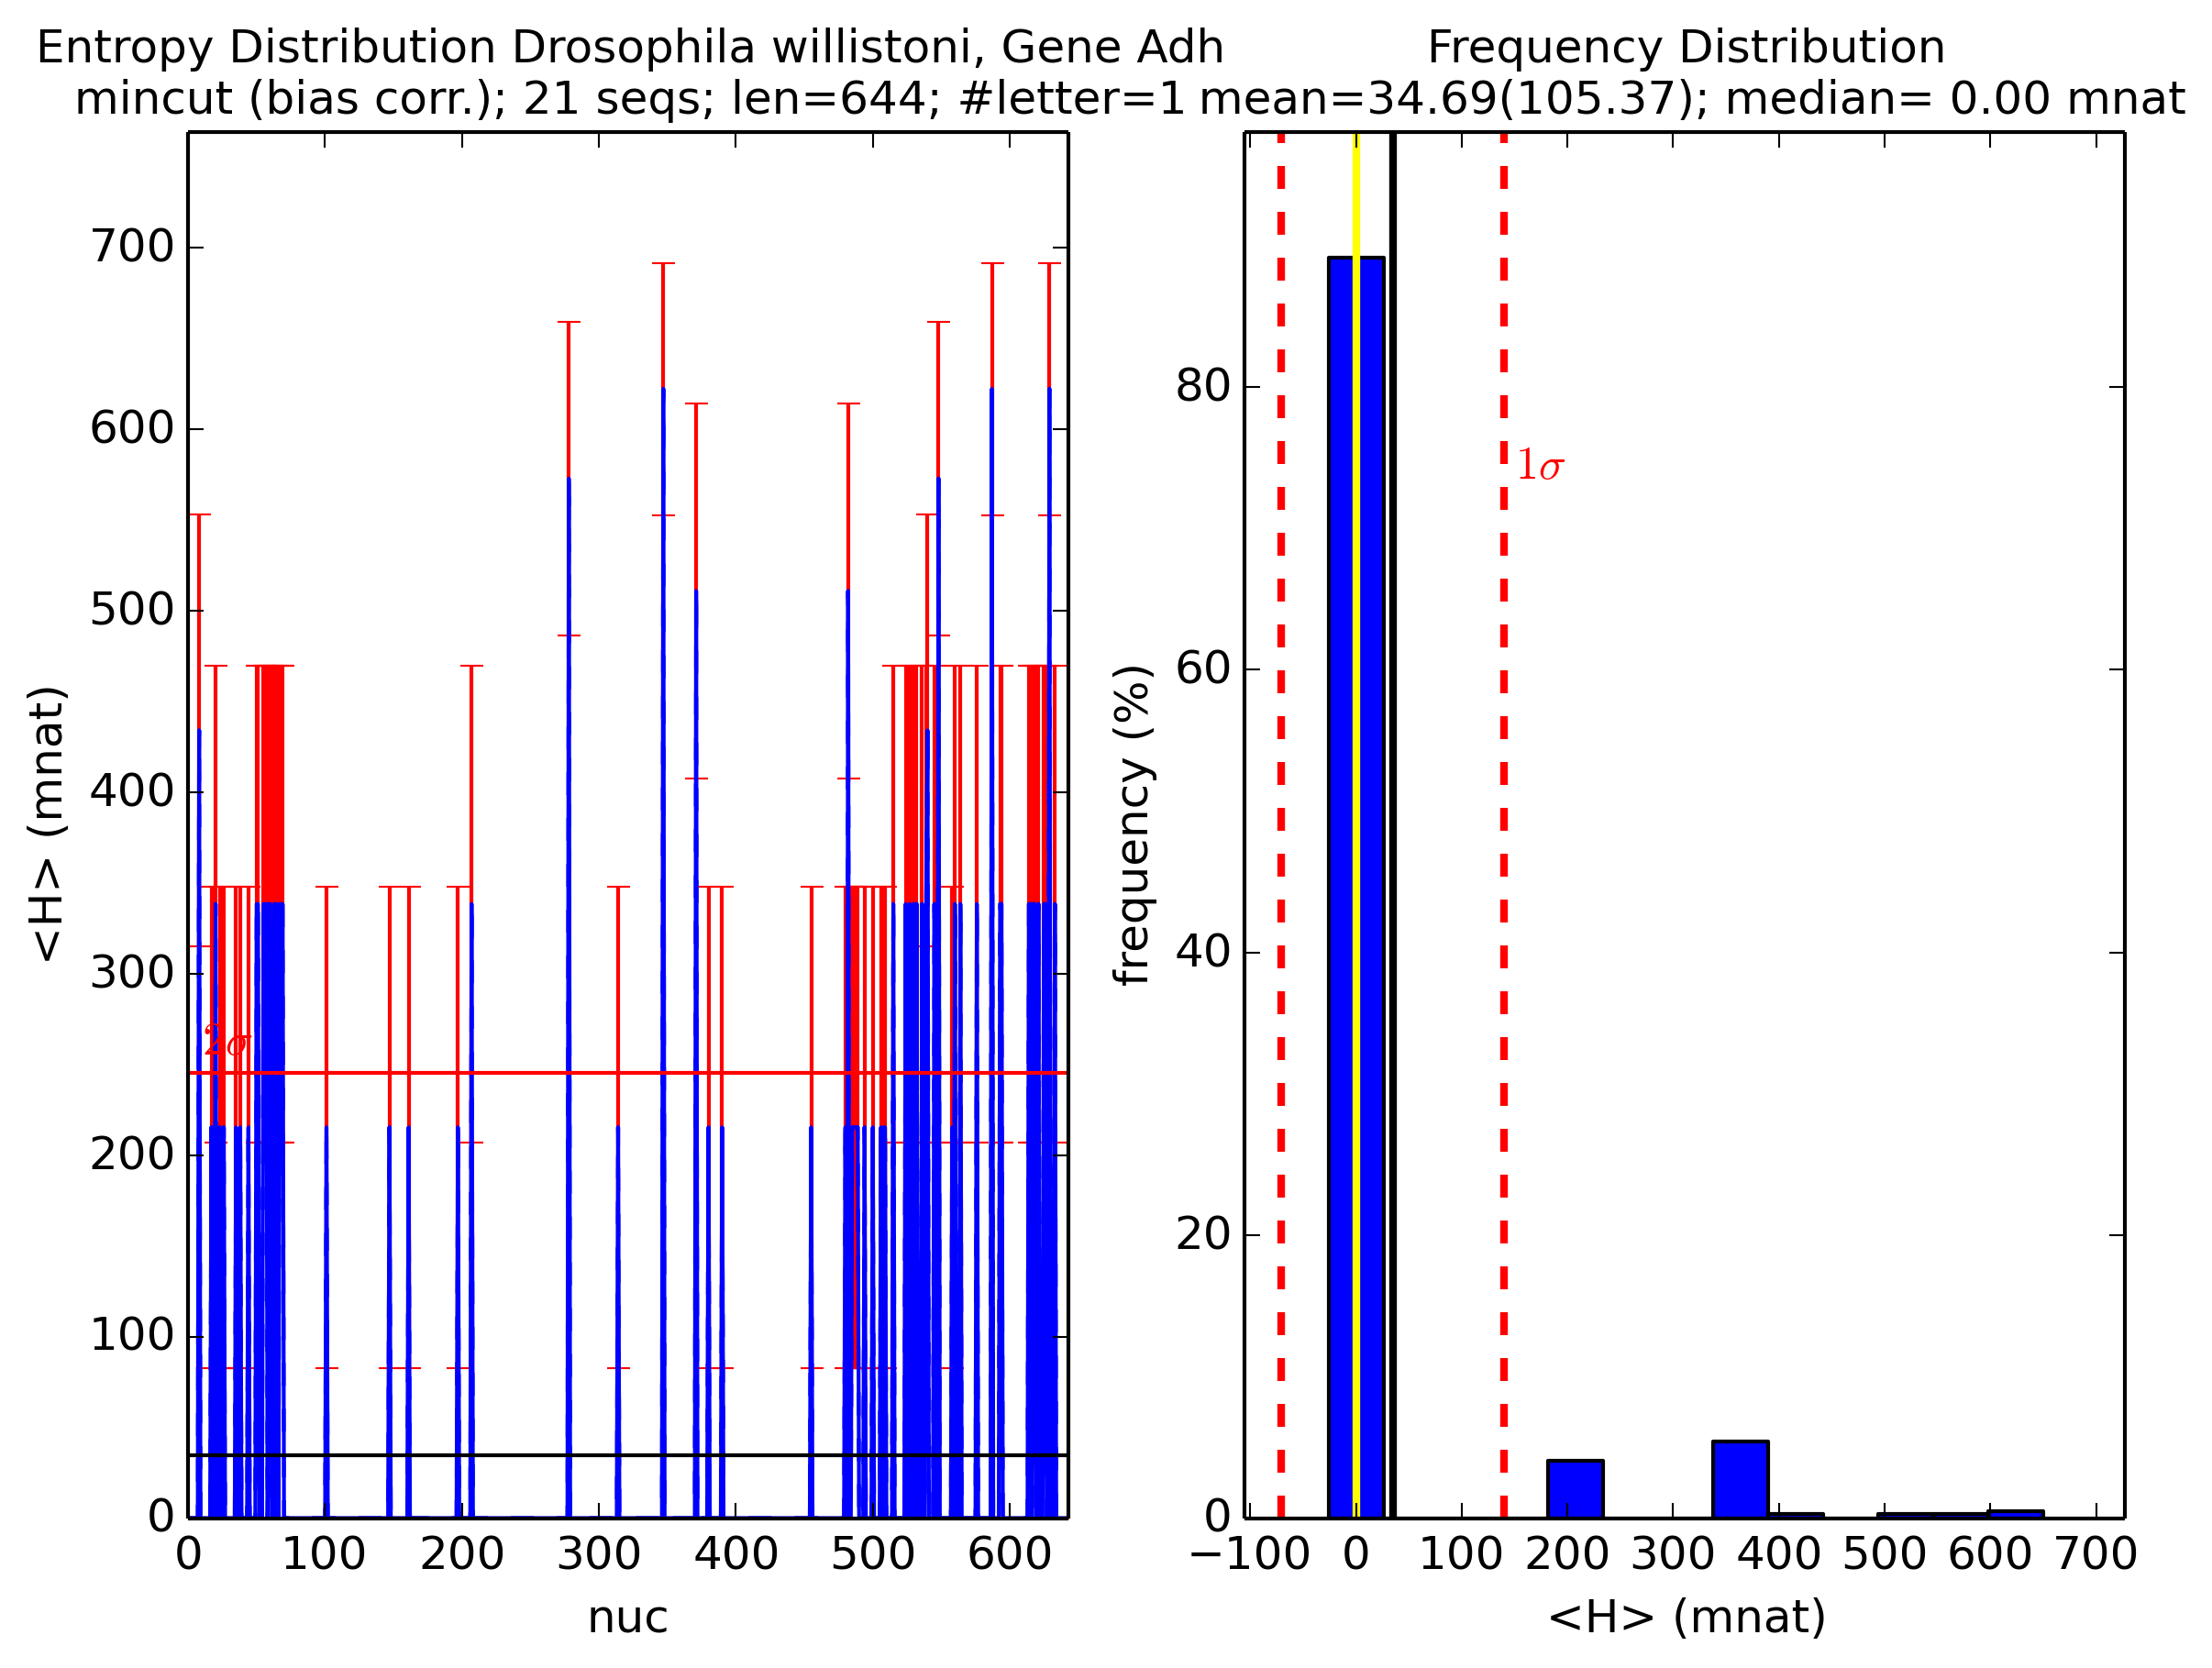 Entropy Distribution Drosophila willistoni, Gene Adh
mincut (bias corr.); 21 seqs; len=644; #letter=1
Frequency Distribution
mean=34.69(105.37); median= 0.00 mnat
<H> (mnat)
700
600
500
400
300
200
100
0
2σ
0 100 200 300 400 500 600
nuc
frequency (%)
80
60
40
20
0
1σ
−100 0 100 200 300 400 500 600 700
<H> (mnat)